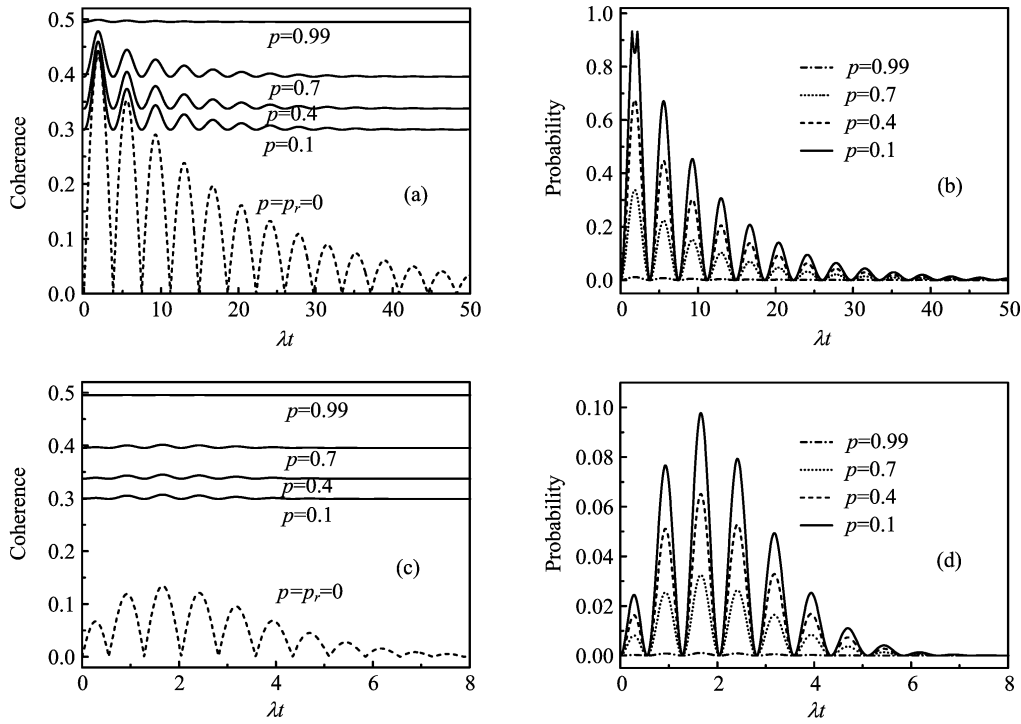 0.5
0.4
0.3
0.2
0.1
0.0
Coherence
p=0.99
p=0.7
p=0.4
p=0.1
p=pr=0
(a)
0 10 20 30 40 50
λt
1.0
0.8
0.6
0.4
0.2
0.0
Probability
p=0.99
p=0.7
p=0.4
p=0.1
(b)
0 10 20 30 40 50
λt
0.5
0.4
0.3
0.2
0.1
0.0
Coherence
p=0.99
p=0.7
p=0.4
p=0.1
p=pr=0
(c)
0 2 4 6 8
λt
0.10
0.08
0.06
0.04
0.02
0.00
Probability
p=0.99
p=0.7
p=0.4
p=0.1
(d)
0 2 4 6 8
λt